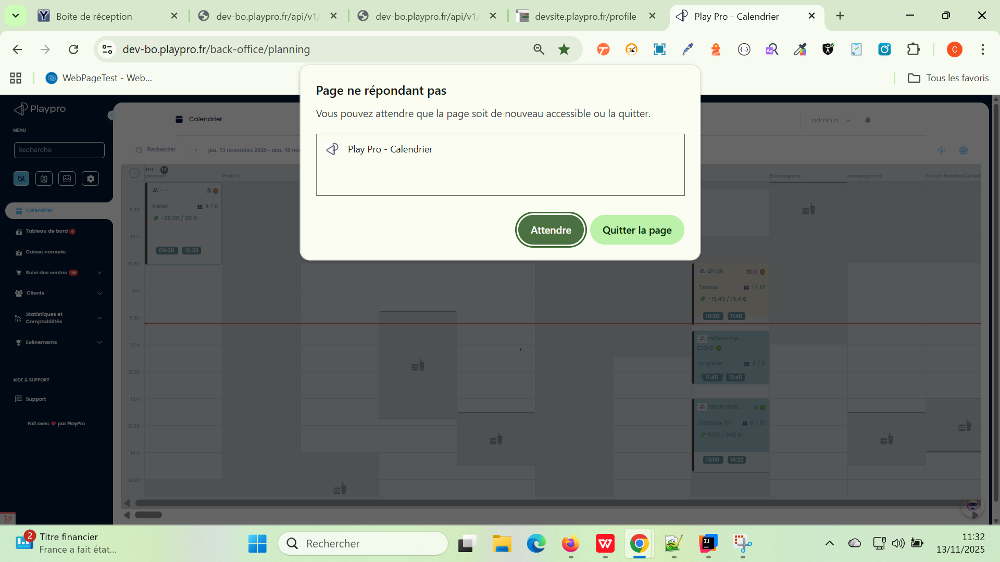 Boite de réception
dev-bo.playpro.fr/api/v1/
dev-bo.playpro.fr/api/v1/
devsite.playpro.fr/profile
Play Pro - Calendrier
dev-bo.playpro.fr/back-office/planning
C
WebPageTest - Web...
Tous les favoris
Page ne répondant pas
Vous pouvez attendre que la page soit de nouveau accessible ou la quitter.
Play Pro - Calendrier
Attendre
Quitter la page
Playpro
MENU
Recherche
Calendrier
Tableau de bord
Caisse nomade
Suivi des ventes
Clients
Statistiques et
Comptabilités
Évènements
AIDE & SUPPORT
Support
Fait avec ❤ par PlayPro
Calendrier
admin a.
Rechercher
jeu. 13 novembre 2025 - dim. 16 no
JEU. 13
painball1
Padel 2
Escapegame
escapegame2
Terrain Paintball/Airsoft
9:30
10 h
10:30
11 h
11:30
12 h
12:30
13 h
13:30
14 h
14:30
- -
Padel
4 / 6
-20.00 / 20 €
09:00 10:33
dh dh
Tennis
1 / 10
-15.40 / 15.4 €
10:30 11:40
mtibaa me...
vr game
4 / 6
11:45 12:45
zddzd zddz...
Odyssey VR
6 / 10
0.00 / 540 €
13:00 14:22
2
Titre financier
France a fait état...
Rechercher
11:32
13/11/2025